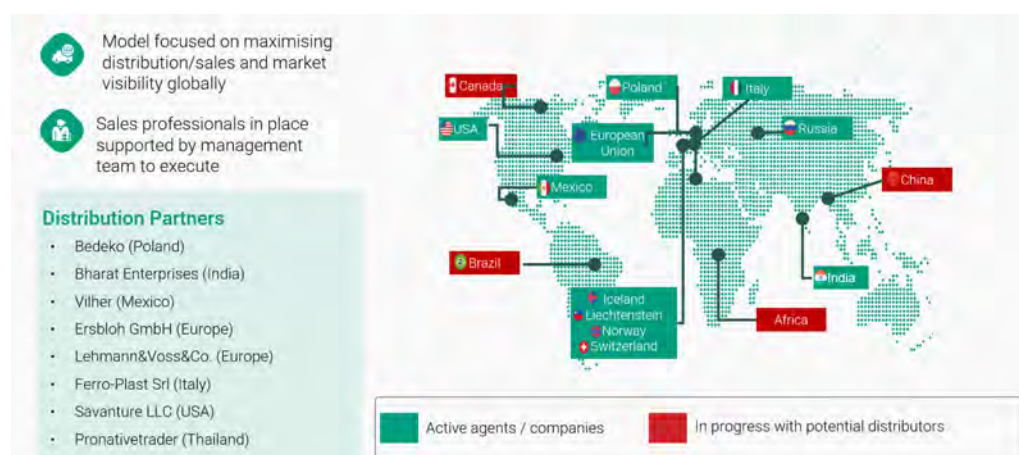 Model focused on maximising
distribution/sales and market
visibility globally
Sales professionals in place
supported by management
team to execute
Distribution Partners
• Bedeko (Poland)
• Bharat Enterprises (India)
• Vilher (Mexico)
• Ersbloh GmbH (Europe)
• Lehmann&Voss&Co. (Europe)
• Ferro-Plast Srl (Italy)
• Savanture LLC (USA)
• Pronativetrader (Thailand)
Canada
Poland
Italy
USA
European
Union
Russia
Mexico
China
Brazil
India
Iceland
Liechtenstein
Norway
Switzerland
Africa
Active agents / companies
In progress with potential distributors